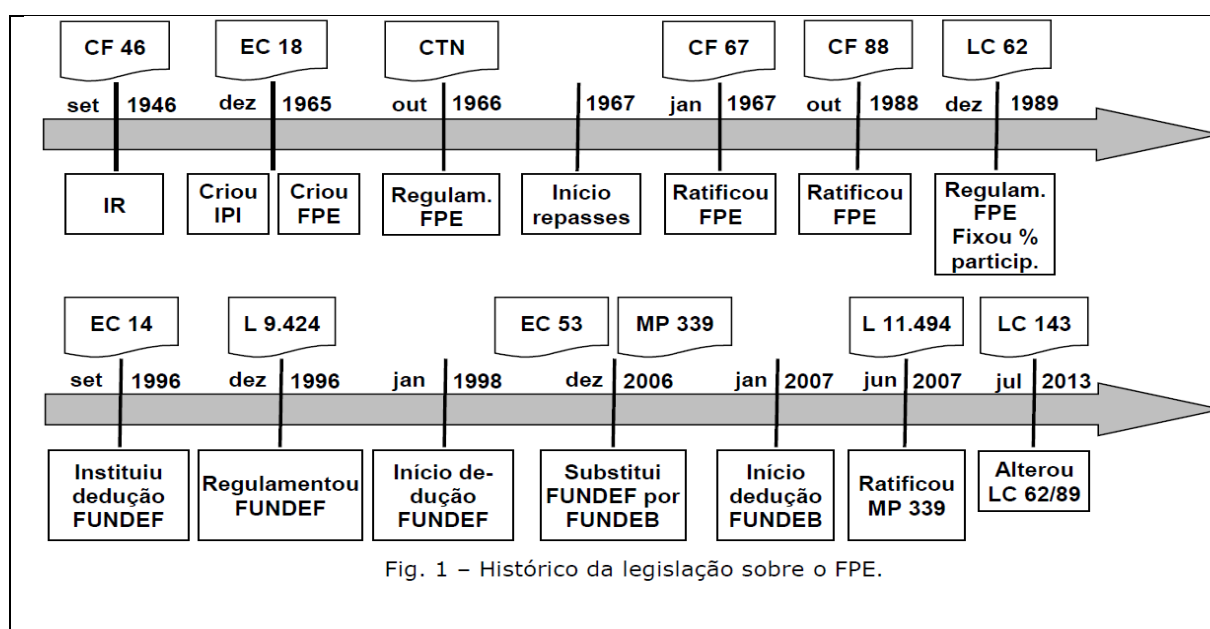 CF 46
EC 18
CTN
CF 67
CF 88
LC 62
set 1946
dez 1965
out 1966
1967
jan 1967
out 1988
dez 1989
IR
Criou
IPI
Criou
FPE
Regulam.
FPE
Início
repasses
Ratificou
FPE
Ratificou
FPE
Regulam.
FPE
Fixou %
particip.
EC 14
L 9.424
EC 53
MP 339
L 11.494
LC 143
set 1996
dez 1996
jan 1998
dez 2006
jan 2007
jun 2007
jul 2013
Instituiu
dedução
FUNDEF
Regulamentou
FUNDEF
Início de-
dução
FUNDEF
Substitui
FUNDEF por
FUNDEB
Início
dedução
FUNDEB
Ratificou
MP 339
Alterou
LC 62/89
Fig. 1 – Histórico da legislação sobre o FPE.